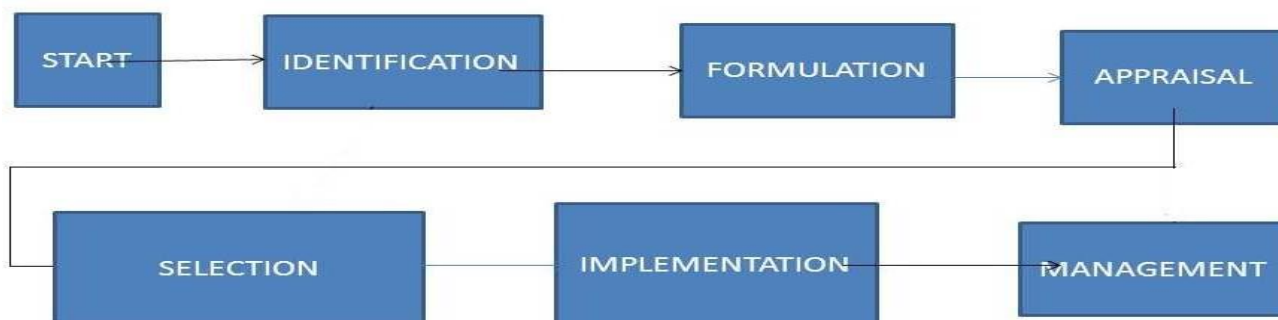 START
IDENTIFICATION
FORMULATION
APPRAISAL
SELECTION
IMPLEMENTATION
MANAGEMENT